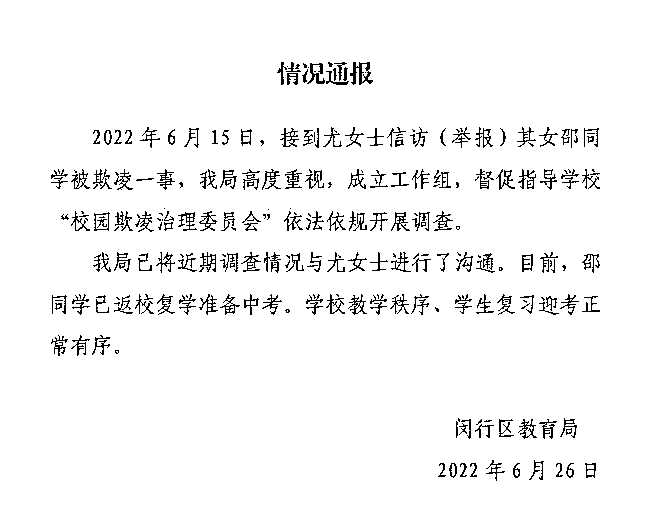 情况通报
2022 年 6 月 15 日，接到尤女士信访（举报）其女邵同
学被欺凌一事，我局高度重视，成立工作组，督促指导学校
“校园欺凌治理委员会”依法依规开展调查。
我局已将近期调查情况与尤女士进行了沟通。目前，邵
同学已返校复学准备中考。学校教学秩序、学生复习迎考正
常有序。
闵行区教育局
2022 年 6 月 26 日